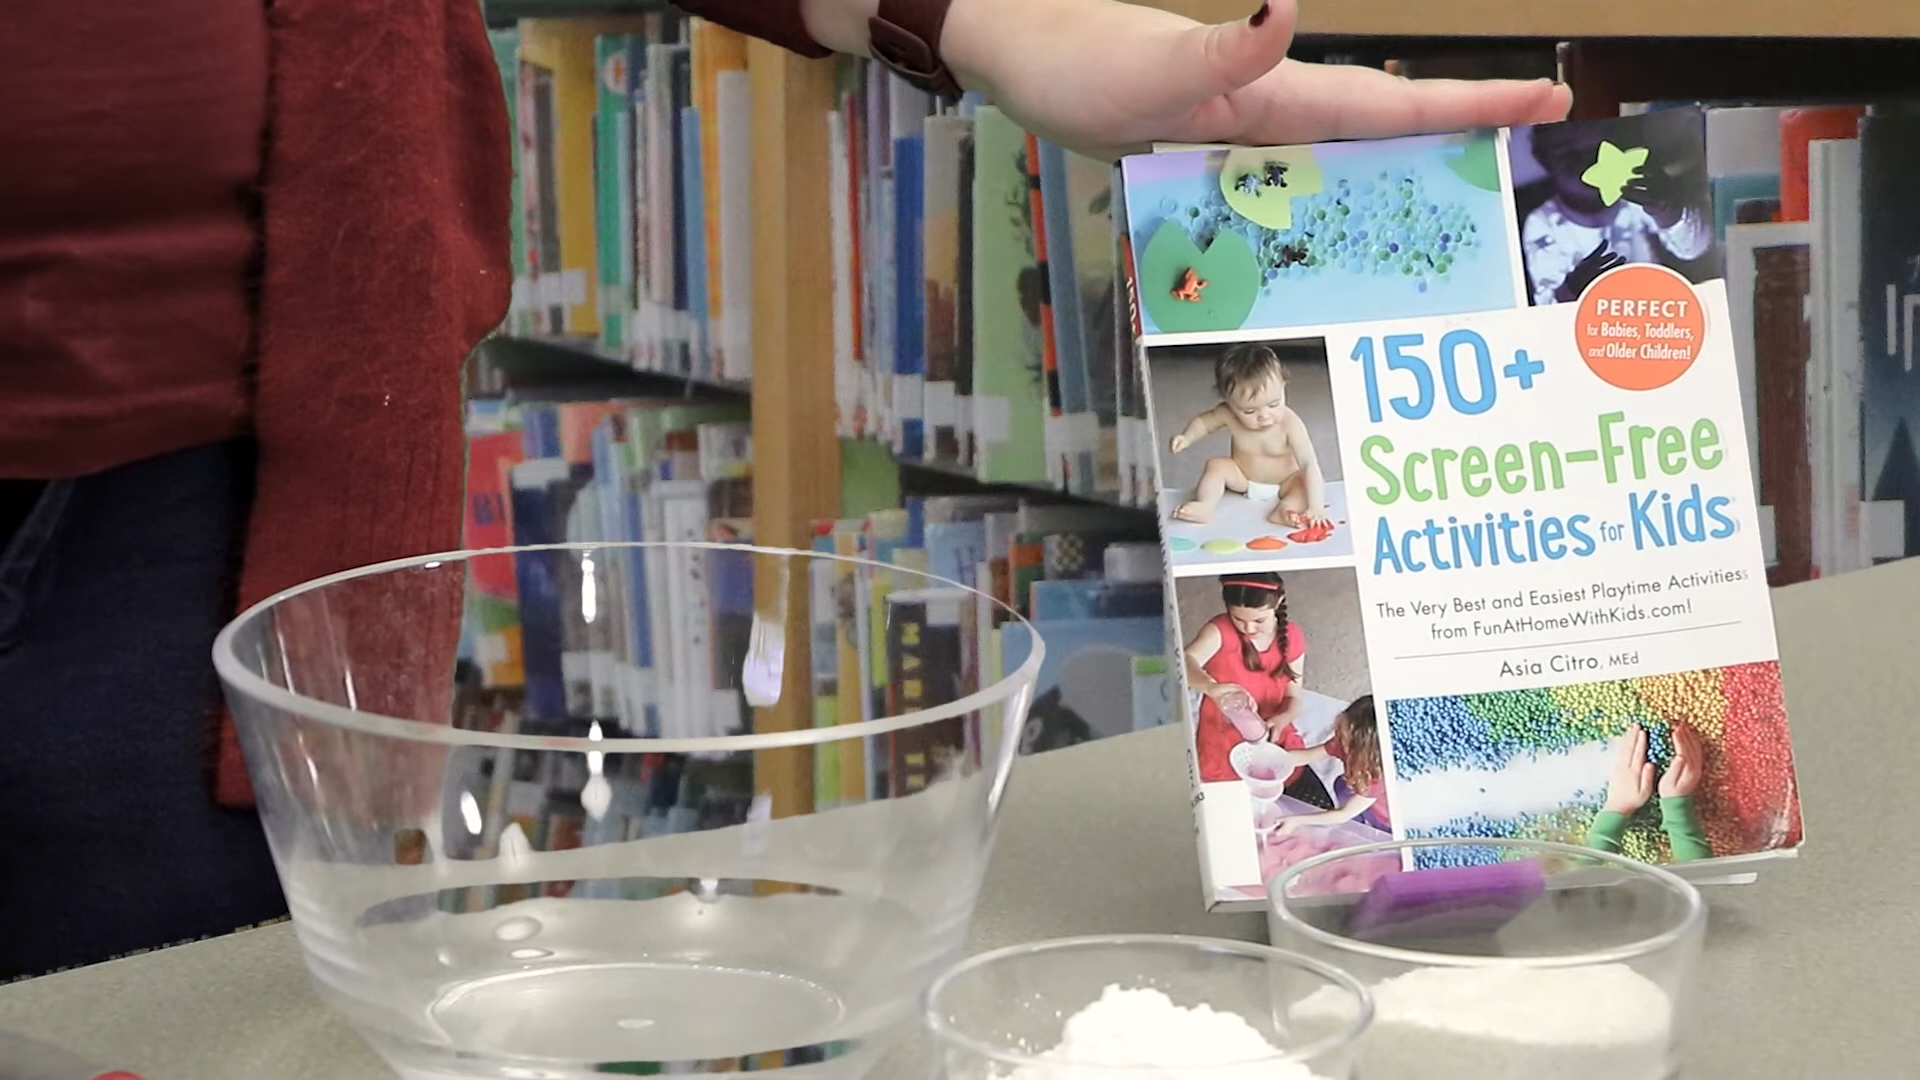 PERFECT
for Babies, Toddlers,
and Older Children!
150+
Screen-Free
Activities for Kids
The Very Best and Easiest Playtime Activities
from FunAtHomeWithKids.com!
Asia Citro, MEd